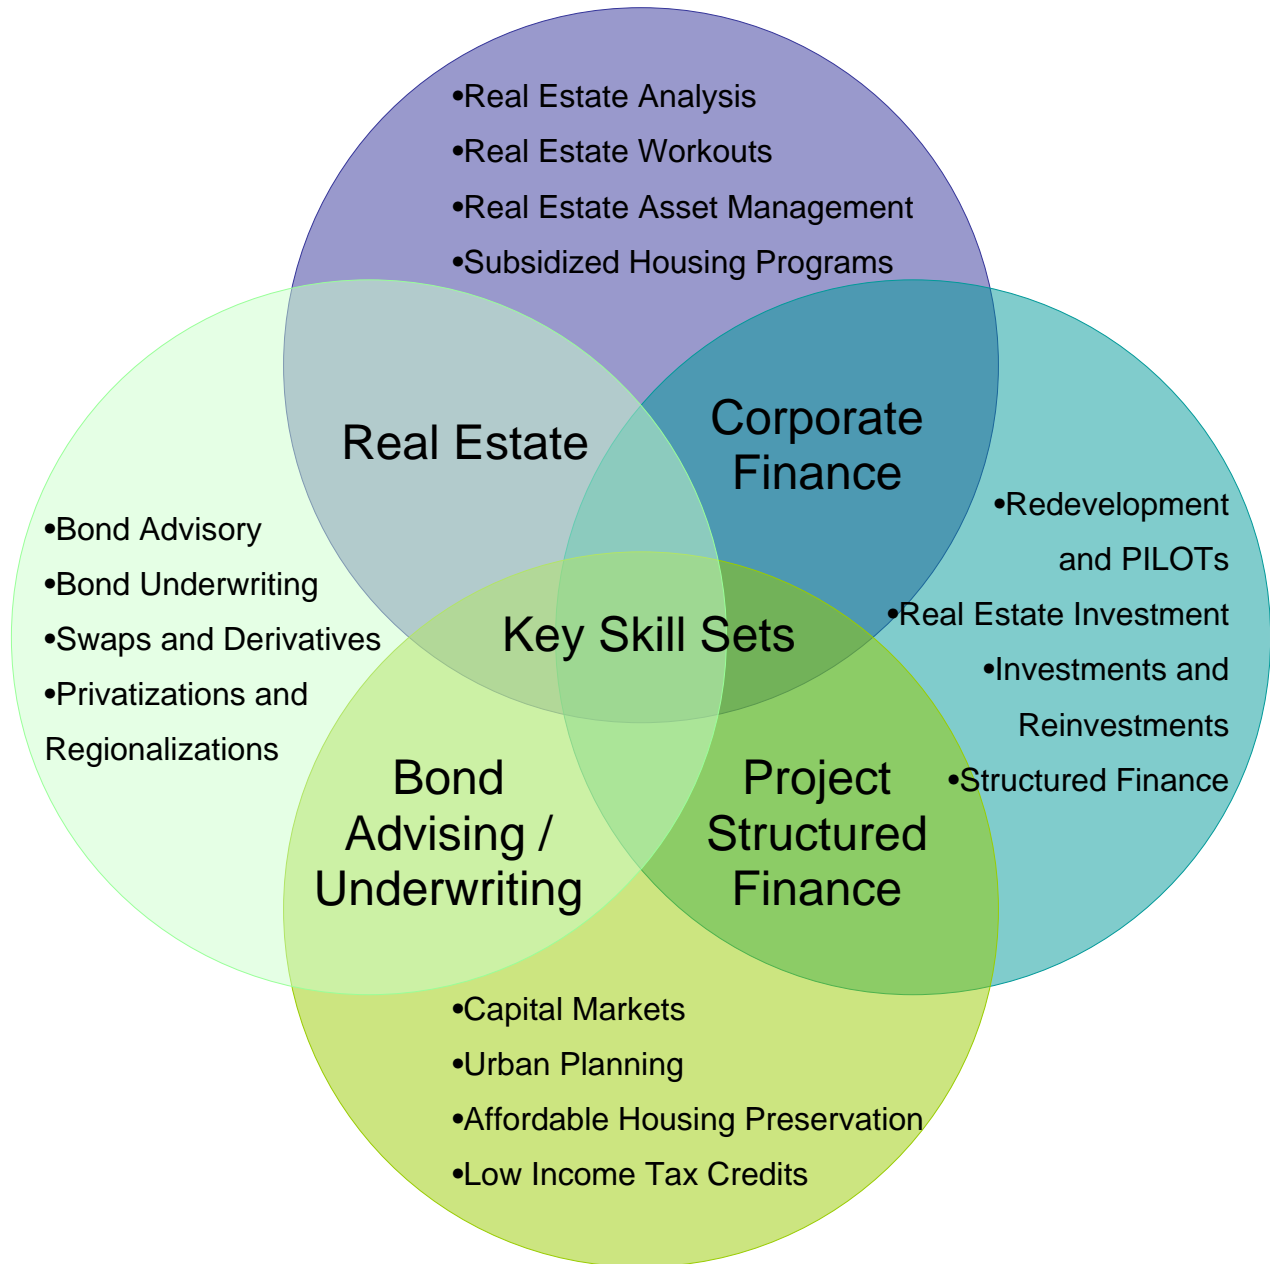 •Real Estate Analysis
•Real Estate Workouts
•Real Estate Asset Management
•Subsidized Housing Programs
Real Estate
Corporate
Finance
•Bond Advisory
•Bond Underwriting
•Swaps and Derivatives
•Privatizations and
Regionalizations
Key Skill Sets
•Redevelopment
and PILOTs
•Real Estate Investment
•Investments and
Reinvestments
•Structured Finance
Bond
Advising /
Underwriting
Project
Structured
Finance
•Capital Markets
•Urban Planning
•Affordable Housing Preservation
•Low Income Tax Credits